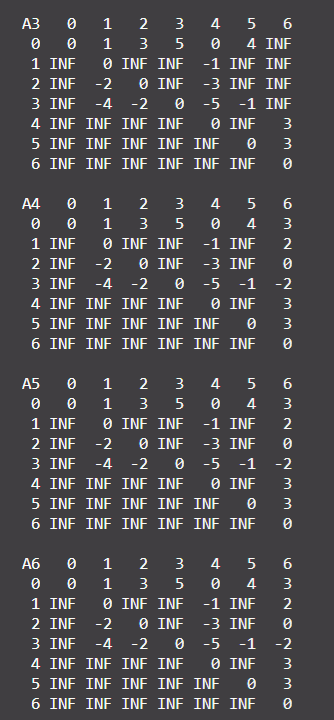 A3 0 1 2 3 4 5 6
0 0 1 3 5 0 4 INF
1 INF 0 INF INF -1 INF INF
2 INF -2 0 INF -3 INF INF
3 INF -4 -2 0 -5 -1 INF
4 INF INF INF INF 0 INF 3
5 INF INF INF INF INF 0 3
6 INF INF INF INF INF INF 0
A4 0 1 2 3 4 5 6
0 0 1 3 5 0 4 3
1 INF 0 INF INF -1 INF 2
2 INF -2 0 INF -3 INF 0
3 INF -4 -2 0 -5 -1 -2
4 INF INF INF INF 0 INF 3
5 INF INF INF INF INF 0 3
6 INF INF INF INF INF INF 0
A5 0 1 2 3 4 5 6
0 0 1 3 5 0 4 3
1 INF 0 INF INF -1 INF 2
2 INF -2 0 INF -3 INF 0
3 INF -4 -2 0 -5 -1 -2
4 INF INF INF INF 0 INF 3
5 INF INF INF INF INF 0 3
6 INF INF INF INF INF INF 0
A6 0 1 2 3 4 5 6
0 0 1 3 5 0 4 3
1 INF 0 INF INF -1 INF 2
2 INF -2 0 INF -3 INF 0
3 INF -4 -2 0 -5 -1 -2
4 INF INF INF INF 0 INF 3
5 INF INF INF INF INF 0 3
6 INF INF INF INF INF INF 0